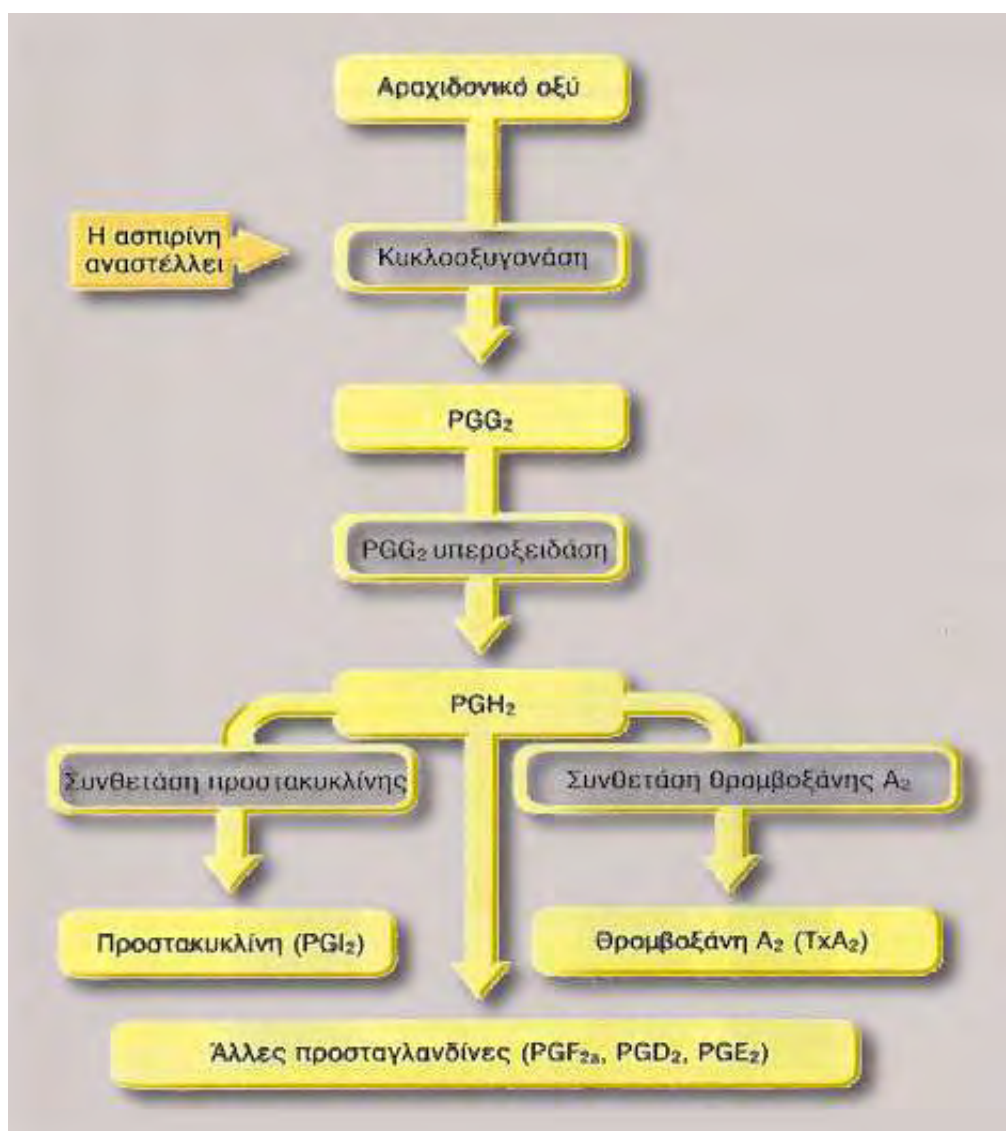 Αραχιδονικό οξύ
Η ασπιρίνη
αναστέλλει
Κυκλοοξυγονάση
PGG₂
PGG₂ υπεροξειδάση
PGH₂
Συνθετάση προστακυκλίνης
Συνθετάση θρομβοξάνης A₂
Προστακυκλίνη (PGI₂)
Θρομβοξάνη A₂ (TxA₂)
Άλλες προσταγλανδίνες (PGF₂ₐ, PGD₂, PGE₂)